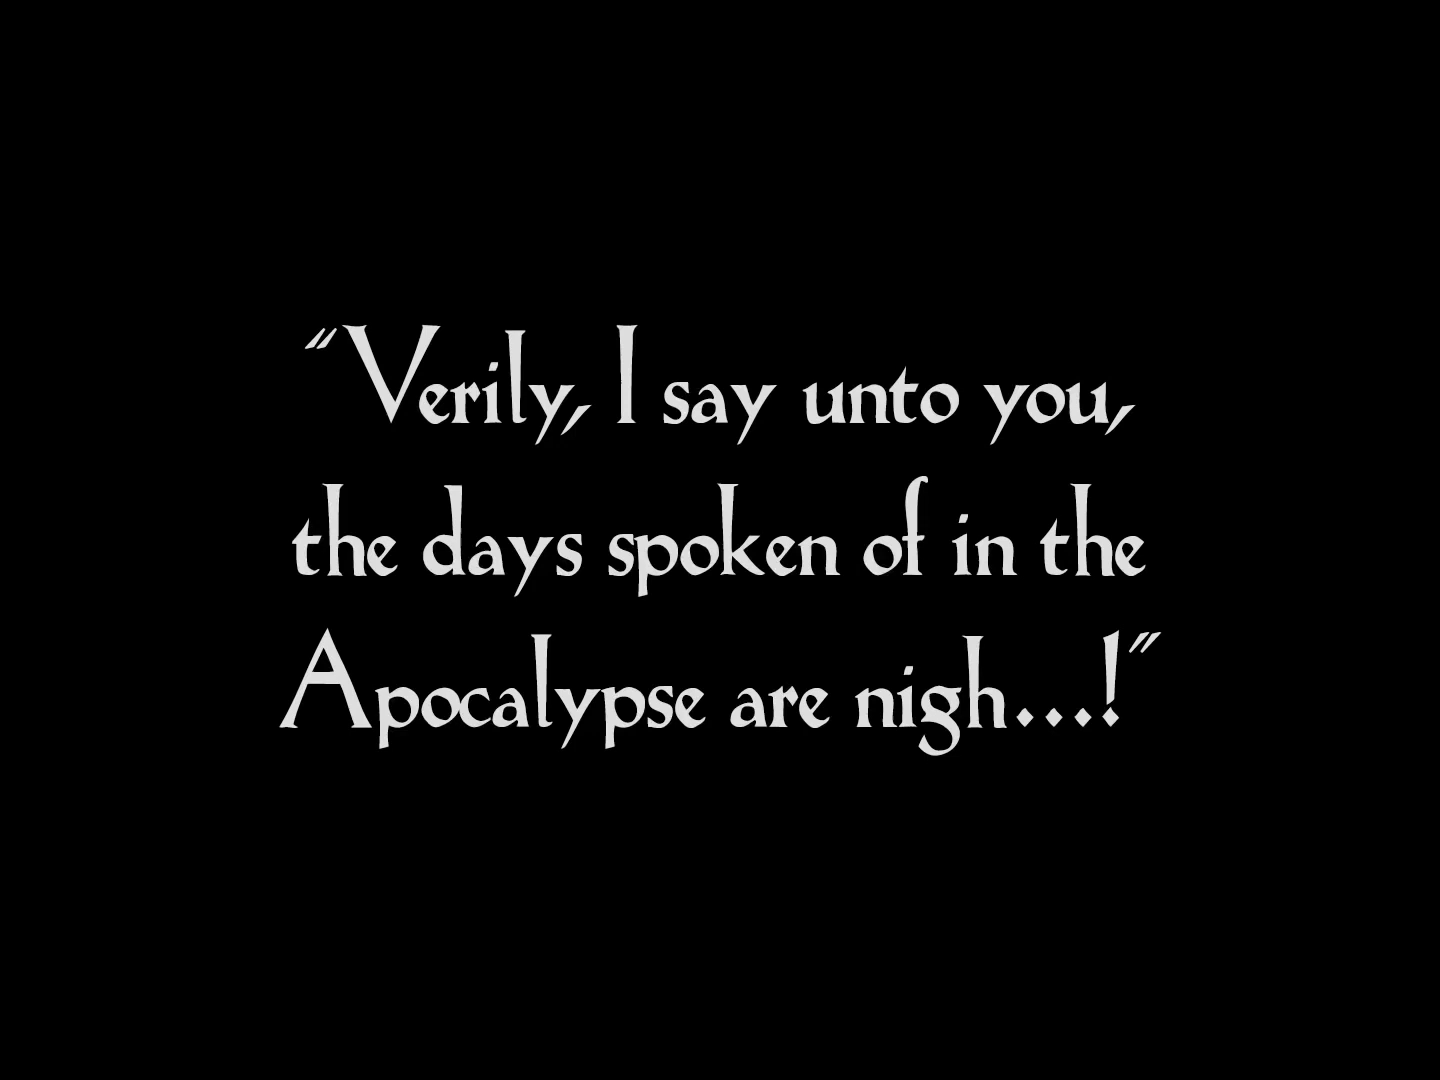 “Verily, I say unto you,
the days spoken of in the
Apocalypse are nigh...!”